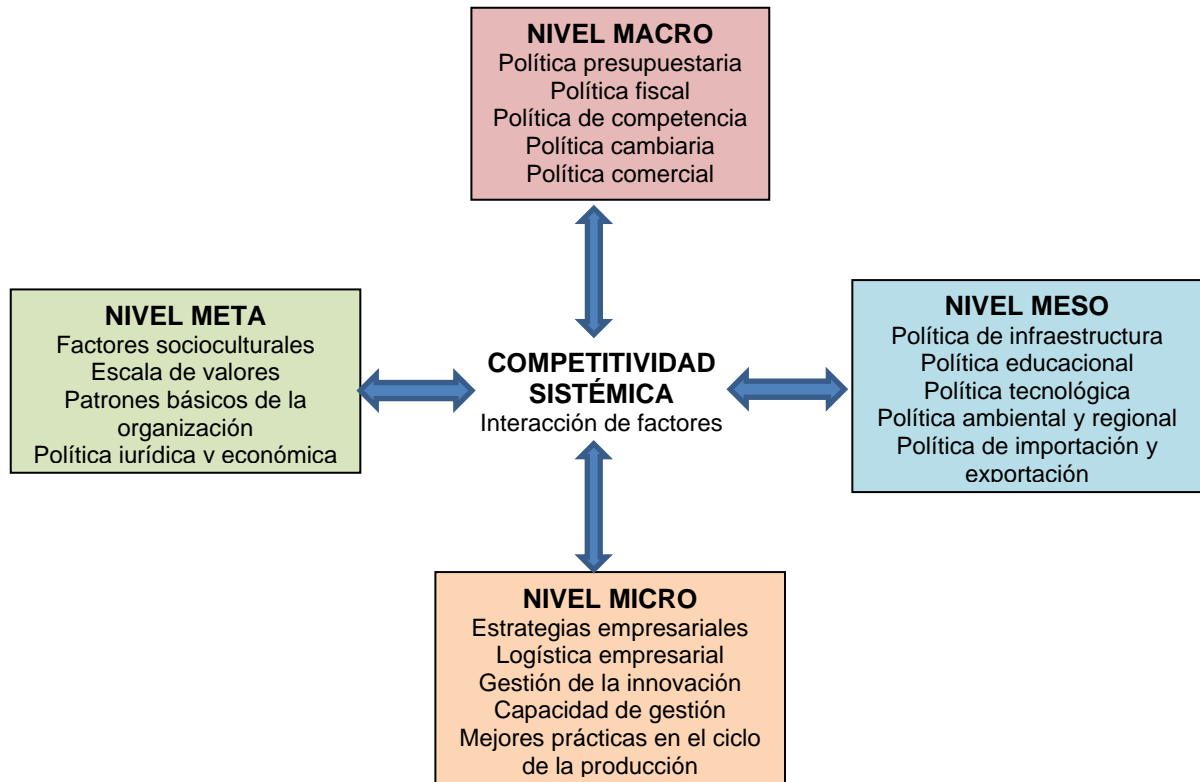 NIVEL MACRO
Política presupuestaria
Política fiscal
Política de competencia
Política cambiaria
Política comercial
NIVEL META
Factores socioculturales
Escala de valores
Patrones básicos de la
organización
Política jurídica y económica
COMPETITIVIDAD
SISTÉMICA
Interacción de factores
NIVEL MESO
Política de infraestructura
Política educacional
Política tecnológica
Política ambiental y regional
Política de importación y
exportación
NIVEL MICRO
Estrategias empresariales
Logística empresarial
Gestión de la innovación
Capacidad de gestión
Mejores prácticas en el ciclo
de la producción